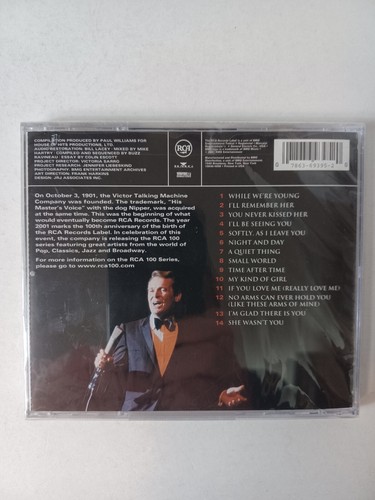 COMPILATION PRODUCED BY PAUL WILLIAMS FOR
HOUSE OF HITS PRODUCTIONS, LTD.
AUDIO RESTORATION: BILL LACEY • MIXED BY MIKE
HARTRY • COMPILED AND SEQUENCED BY BUZZ
NAVREAU • ESSAY BY COLIN ESCOTT
PROJECT DIRECTOR: VICTORIA SARRO
PROJECT RESEARCH: JENNIFER LIEBESKIND
PHOTOGRAPHY: BMG ENTERTAINMENT ARCHIVES
ART DIRECTION: FRANK HARKINS
DESIGN: J&J ASSOCIATES INC.
RCA
BMG
On October 3, 1901, the Victor Talking Machine
Company was founded. The trademark, "His
Master's Voice" with the dog Nipper, was acquired
at the same time. This was the beginning of what
would eventually become RCA Records. The year
2001 marks the 100th anniversary of the birth of
the RCA Records Label. In celebration of this
event, the company is releasing the RCA 100
series featuring great artists from the world of
Pop, Classics, Jazz and Broadway.
For more information on the RCA 100 Series,
please go to www.rca100.com.
1 WHILE WE'RE YOUNG
2 I'LL REMEMBER HER
3 YOU NEVER KISSED HER
4 I'LL BE SEEING YOU
5 SOFTLY, AS I LEAVE YOU
6 NIGHT AND DAY
7 A QUIET THING
8 SMALL WORLD
9 TIME AFTER TIME
10 MY KIND OF GIRL
11 IF YOU LOVE ME (REALLY LOVE ME)
12 NO ARMS CAN EVER HOLD YOU
(LIKE THESE ARMS OF MINE)
13 I'M GLAD THERE IS YOU
14 SHE WASN'T YOU